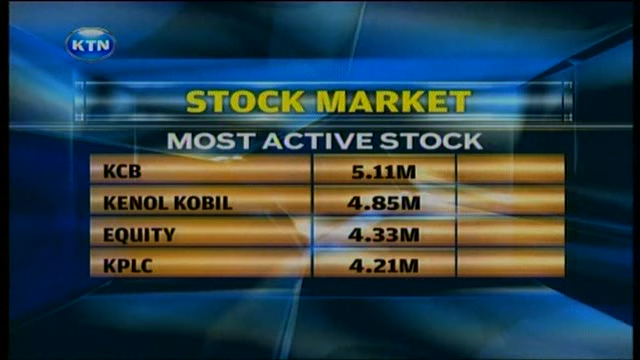 KTN
STOCK MARKET
MOST ACTIVE STOCK
KCB 5.11M
KENOL KOBIL 4.85M
EQUITY 4.33M
KPLC 4.21M